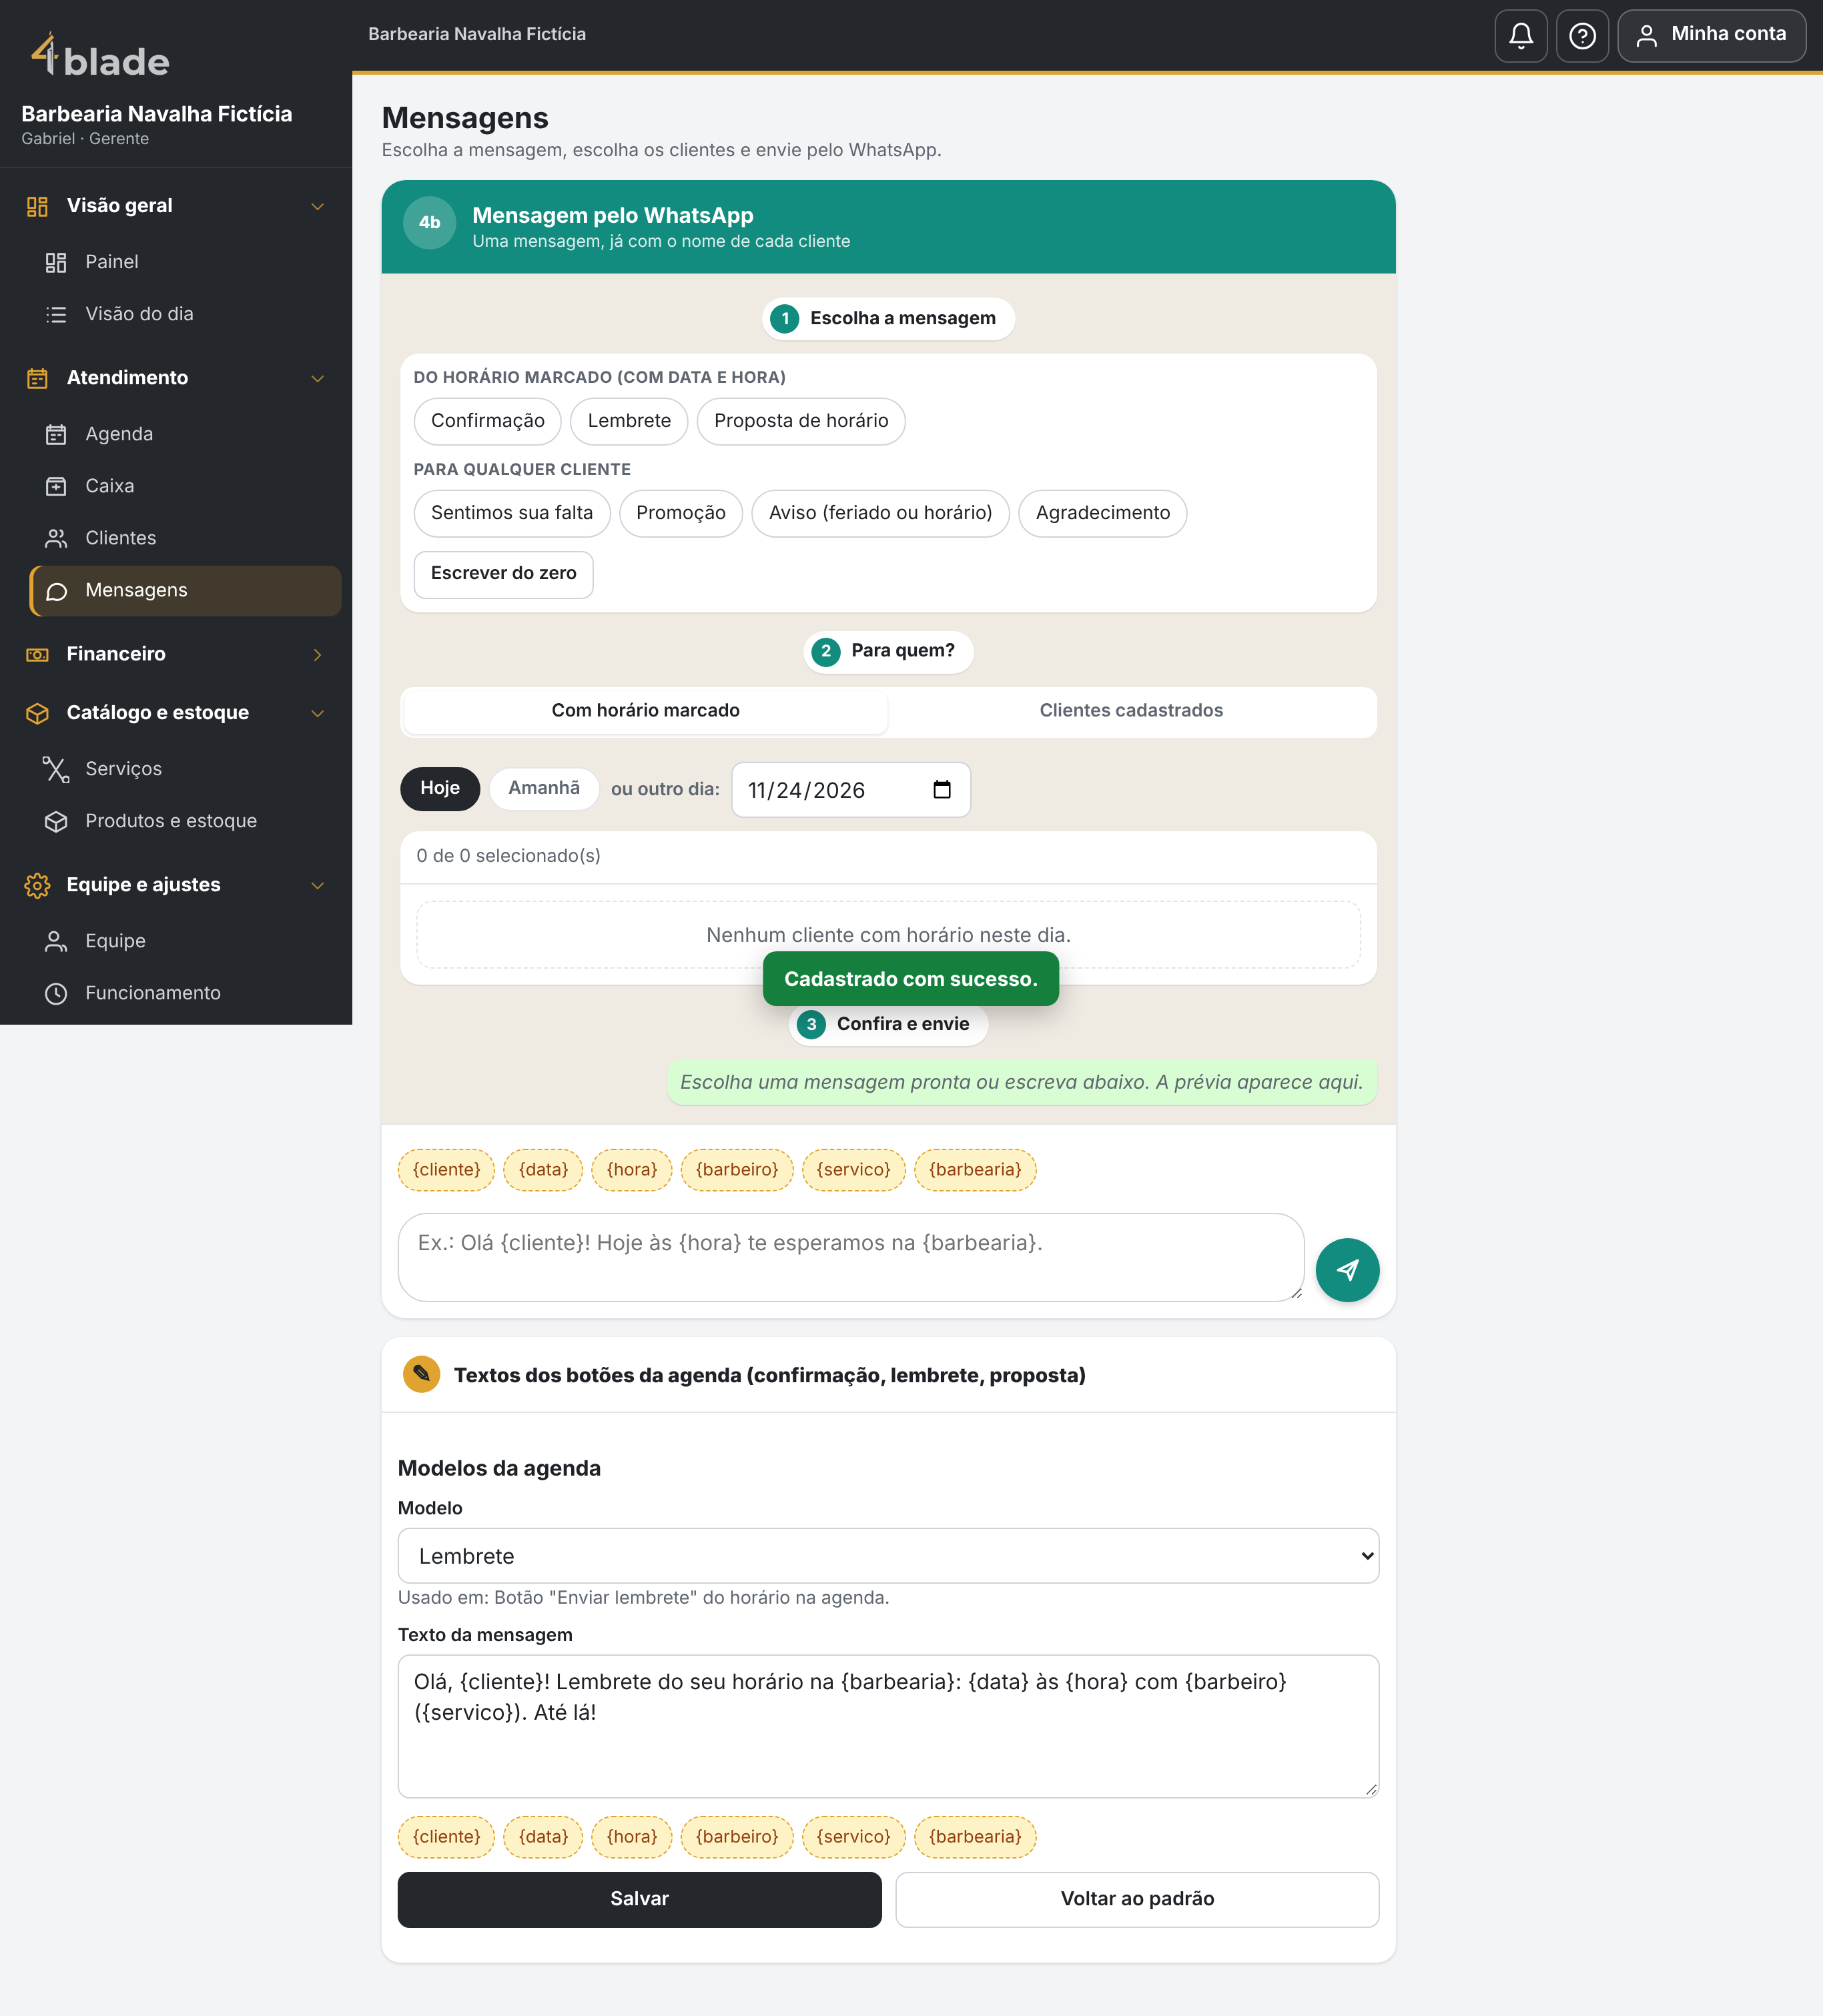 4blade
Barbearia Navalha Fictícia
Gabriel · Gerente
Visão geral
Painel
Visão do dia
Atendimento
Agenda
Caixa
Clientes
Mensagens
Financeiro
Catálogo e estoque
Serviços
Produtos e estoque
Equipe e ajustes
Equipe
Funcionamento
Barbearia Navalha Fictícia
Minha conta
Mensagens
Escolha a mensagem, escolha os clientes e envie pelo WhatsApp.
4b
Mensagem pelo WhatsApp
Uma mensagem, já com o nome de cada cliente
1 Escolha a mensagem
DO HORÁRIO MARCADO (COM DATA E HORA)
Confirmação Lembrete Proposta de horário
PARA QUALQUER CLIENTE
Sentimos sua falta Promoção Aviso (feriado ou horário) Agradecimento
Escrever do zero
2 Para quem?
Com horário marcado Clientes cadastrados
Hoje Amanhã ou outro dia: 11/24/2026
0 de 0 selecionado(s)
Nenhum cliente com horário neste dia.
Cadastrado com sucesso.
3 Confira e envie
Escolha uma mensagem pronta ou escreva abaixo. A prévia aparece aqui.
{cliente} {data} {hora} {barbeiro} {servico} {barbearia}
Ex.: Olá {cliente}! Hoje às {hora} te esperamos na {barbearia}.
Textos dos botões da agenda (confirmação, lembrete, proposta)
Modelos da agenda
Modelo
Lembrete
Usado em: Botão "Enviar lembrete" do horário na agenda.
Texto da mensagem
Olá, {cliente}! Lembrete do seu horário na {barbearia}: {data} às {hora} com {barbeiro}
({servico}). Até lá!
{cliente} {data} {hora} {barbeiro} {servico} {barbearia}
Salvar Voltar ao padrão